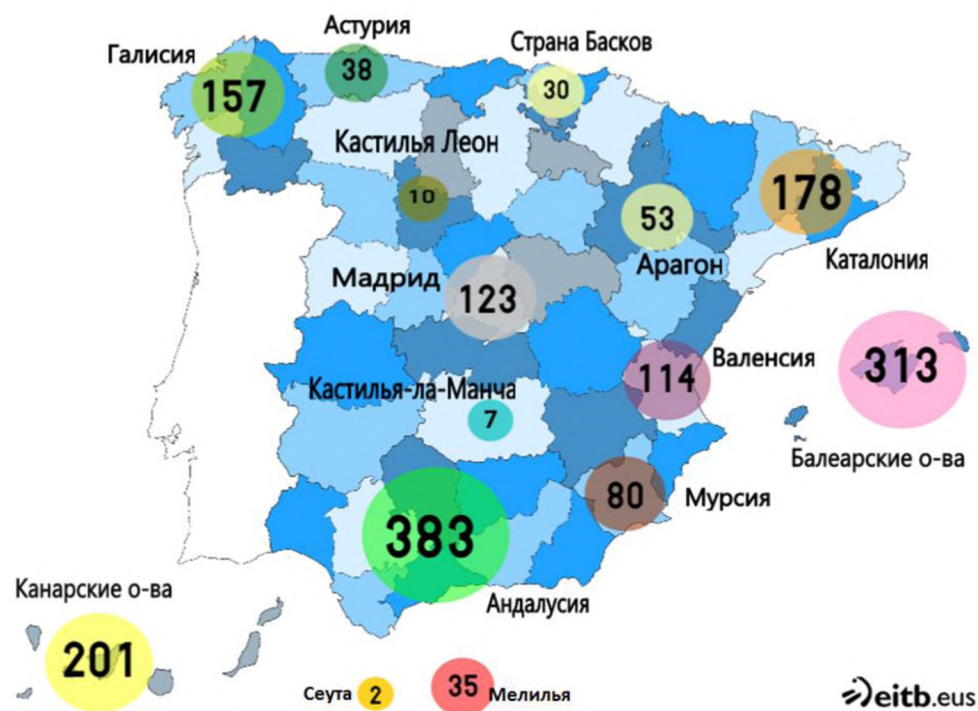 Астурия
Галисия
Страна Басков
38
30
157
Кастилья Леон
10
178
53
Арагон
Каталония
Мадрид
123
Валенсия
313
114
Кастилья-ла-Манча
7
Балеарские о-ва
80
Мурсия
383
Канарские о-ва
Андалусия
201
Сеута 2
35 Мелилья
eitb.eus